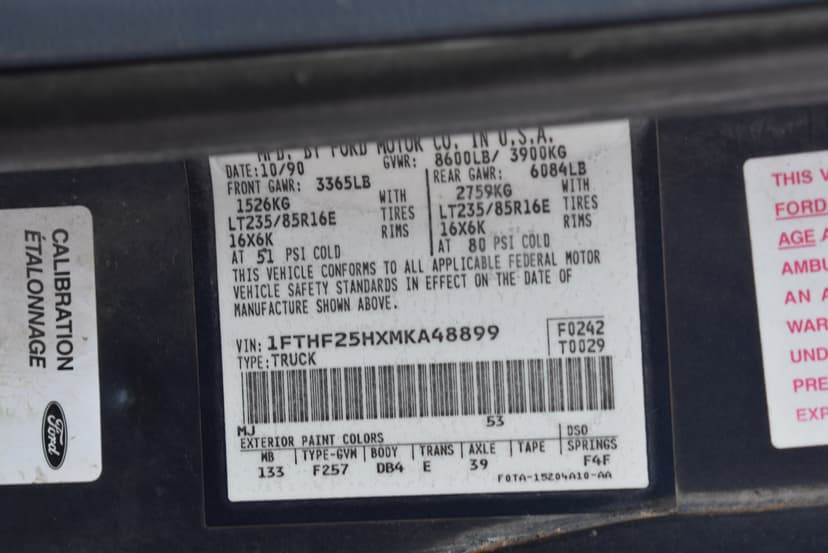 CALIBRATION
ÉTALONNAGE
Ford
MFD. BY FORD MOTOR CO. IN U.S.A.
DATE: 10/90 GVWR: 8600LB/ 3900KG
FRONT GAWR: 3365LB REAR GAWR: 6084LB
1526KG WITH 2759KG WITH
LT235/85R16E TIRES LT235/85R16E TIRES
16X6K RIMS 16X6K RIMS
AT 51 PSI COLD AT 80 PSI COLD
THIS VEHICLE CONFORMS TO ALL APPLICABLE FEDERAL MOTOR
VEHICLE SAFETY STANDARDS IN EFFECT ON THE DATE OF
MANUFACTURE SHOWN ABOVE.
VIN: 1FTHF25HXMKA48899 F0242
TYPE: TRUCK T0029
MJ 53
EXTERIOR PAINT COLORS DSO
WB TYPE-GVW BODY TRANS AXLE TAPE SPRINGS
133 F257 DB4 E 39 F4F
F0TA-15204A10-AA
THIS V
FORD
AGE A
AMBU
AN A
WAR
UND
PRE
EXP